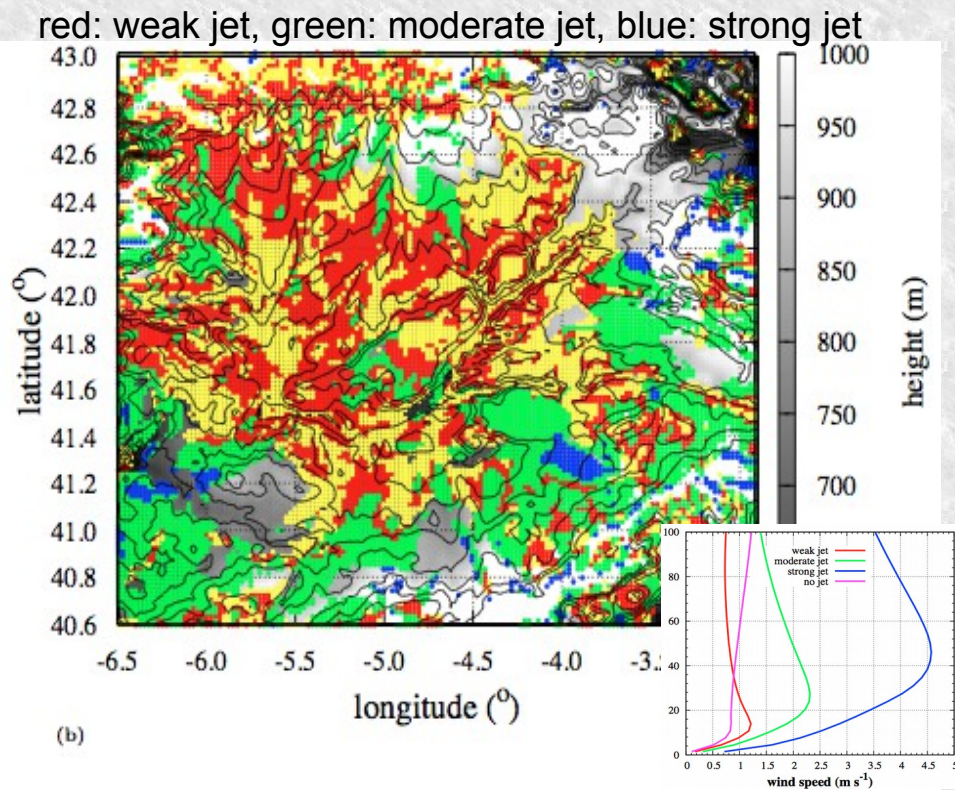 red: weak jet, green: moderate jet, blue: strong jet
43.0
42.8
42.6
42.4
42.2
42.0
41.8
41.6
41.4
41.2
41.0
40.8
40.6
latitude (°)
-6.5 -6.0 -5.5 -5.0 -4.5 -4.0 -3.5
longitude (°)
(b)
1000
950
900
850
800
750
700
height (m)
100
80
60
40
20
0
weak jet
moderate jet
strong jet
no jet
0 0.5 1 1.5 2 2.5 3 3.5 4 4.5 5
wind speed (m s⁻¹)